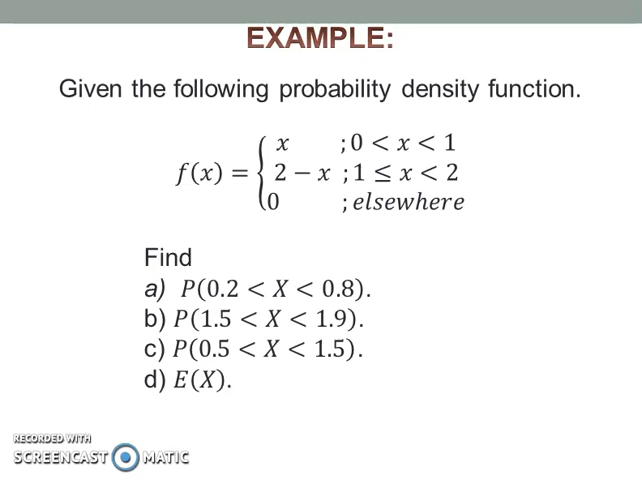 EXAMPLE:
Given the following probability density function.
f(x) = { x ; 0 < x < 1
2 − x ; 1 ≤ x < 2
0 ; elsewhere
Find
a) P(0.2 < X < 0.8).
b) P(1.5 < X < 1.9).
c) P(0.5 < X < 1.5).
d) E(X).
RECORDED WITH
SCREENCAST MATIC